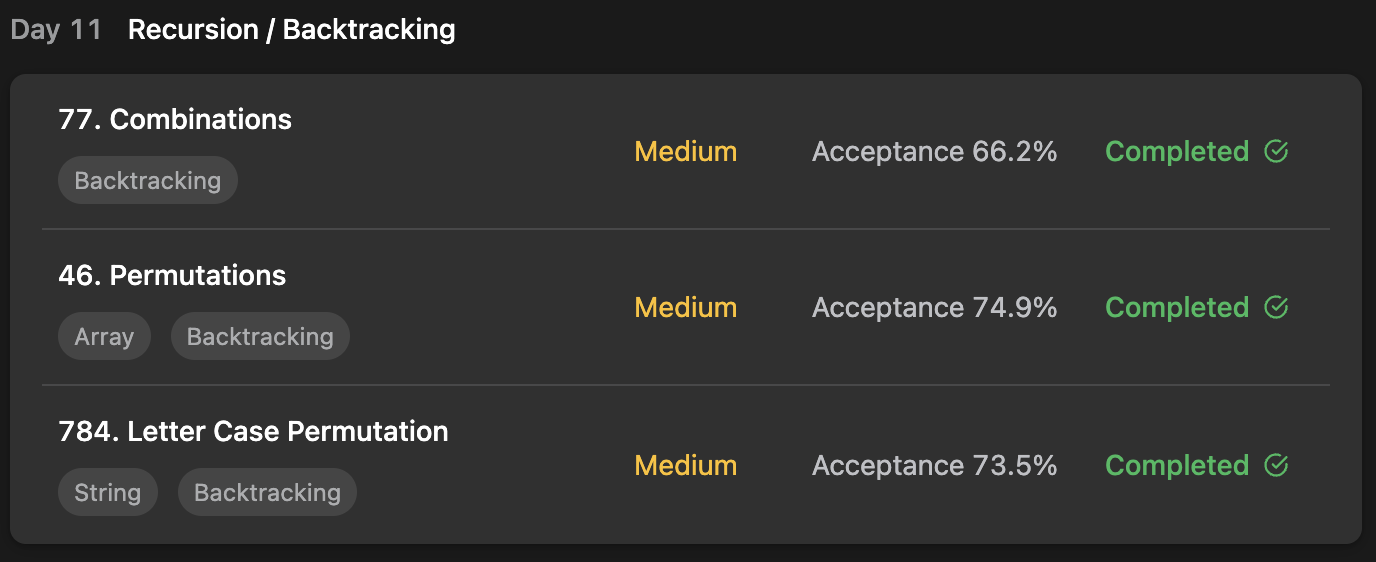 Day 11 Recursion / Backtracking
77. Combinations
Medium Acceptance 66.2% Completed
Backtracking
46. Permutations
Medium Acceptance 74.9% Completed
Array Backtracking
784. Letter Case Permutation
Medium Acceptance 73.5% Completed
String Backtracking